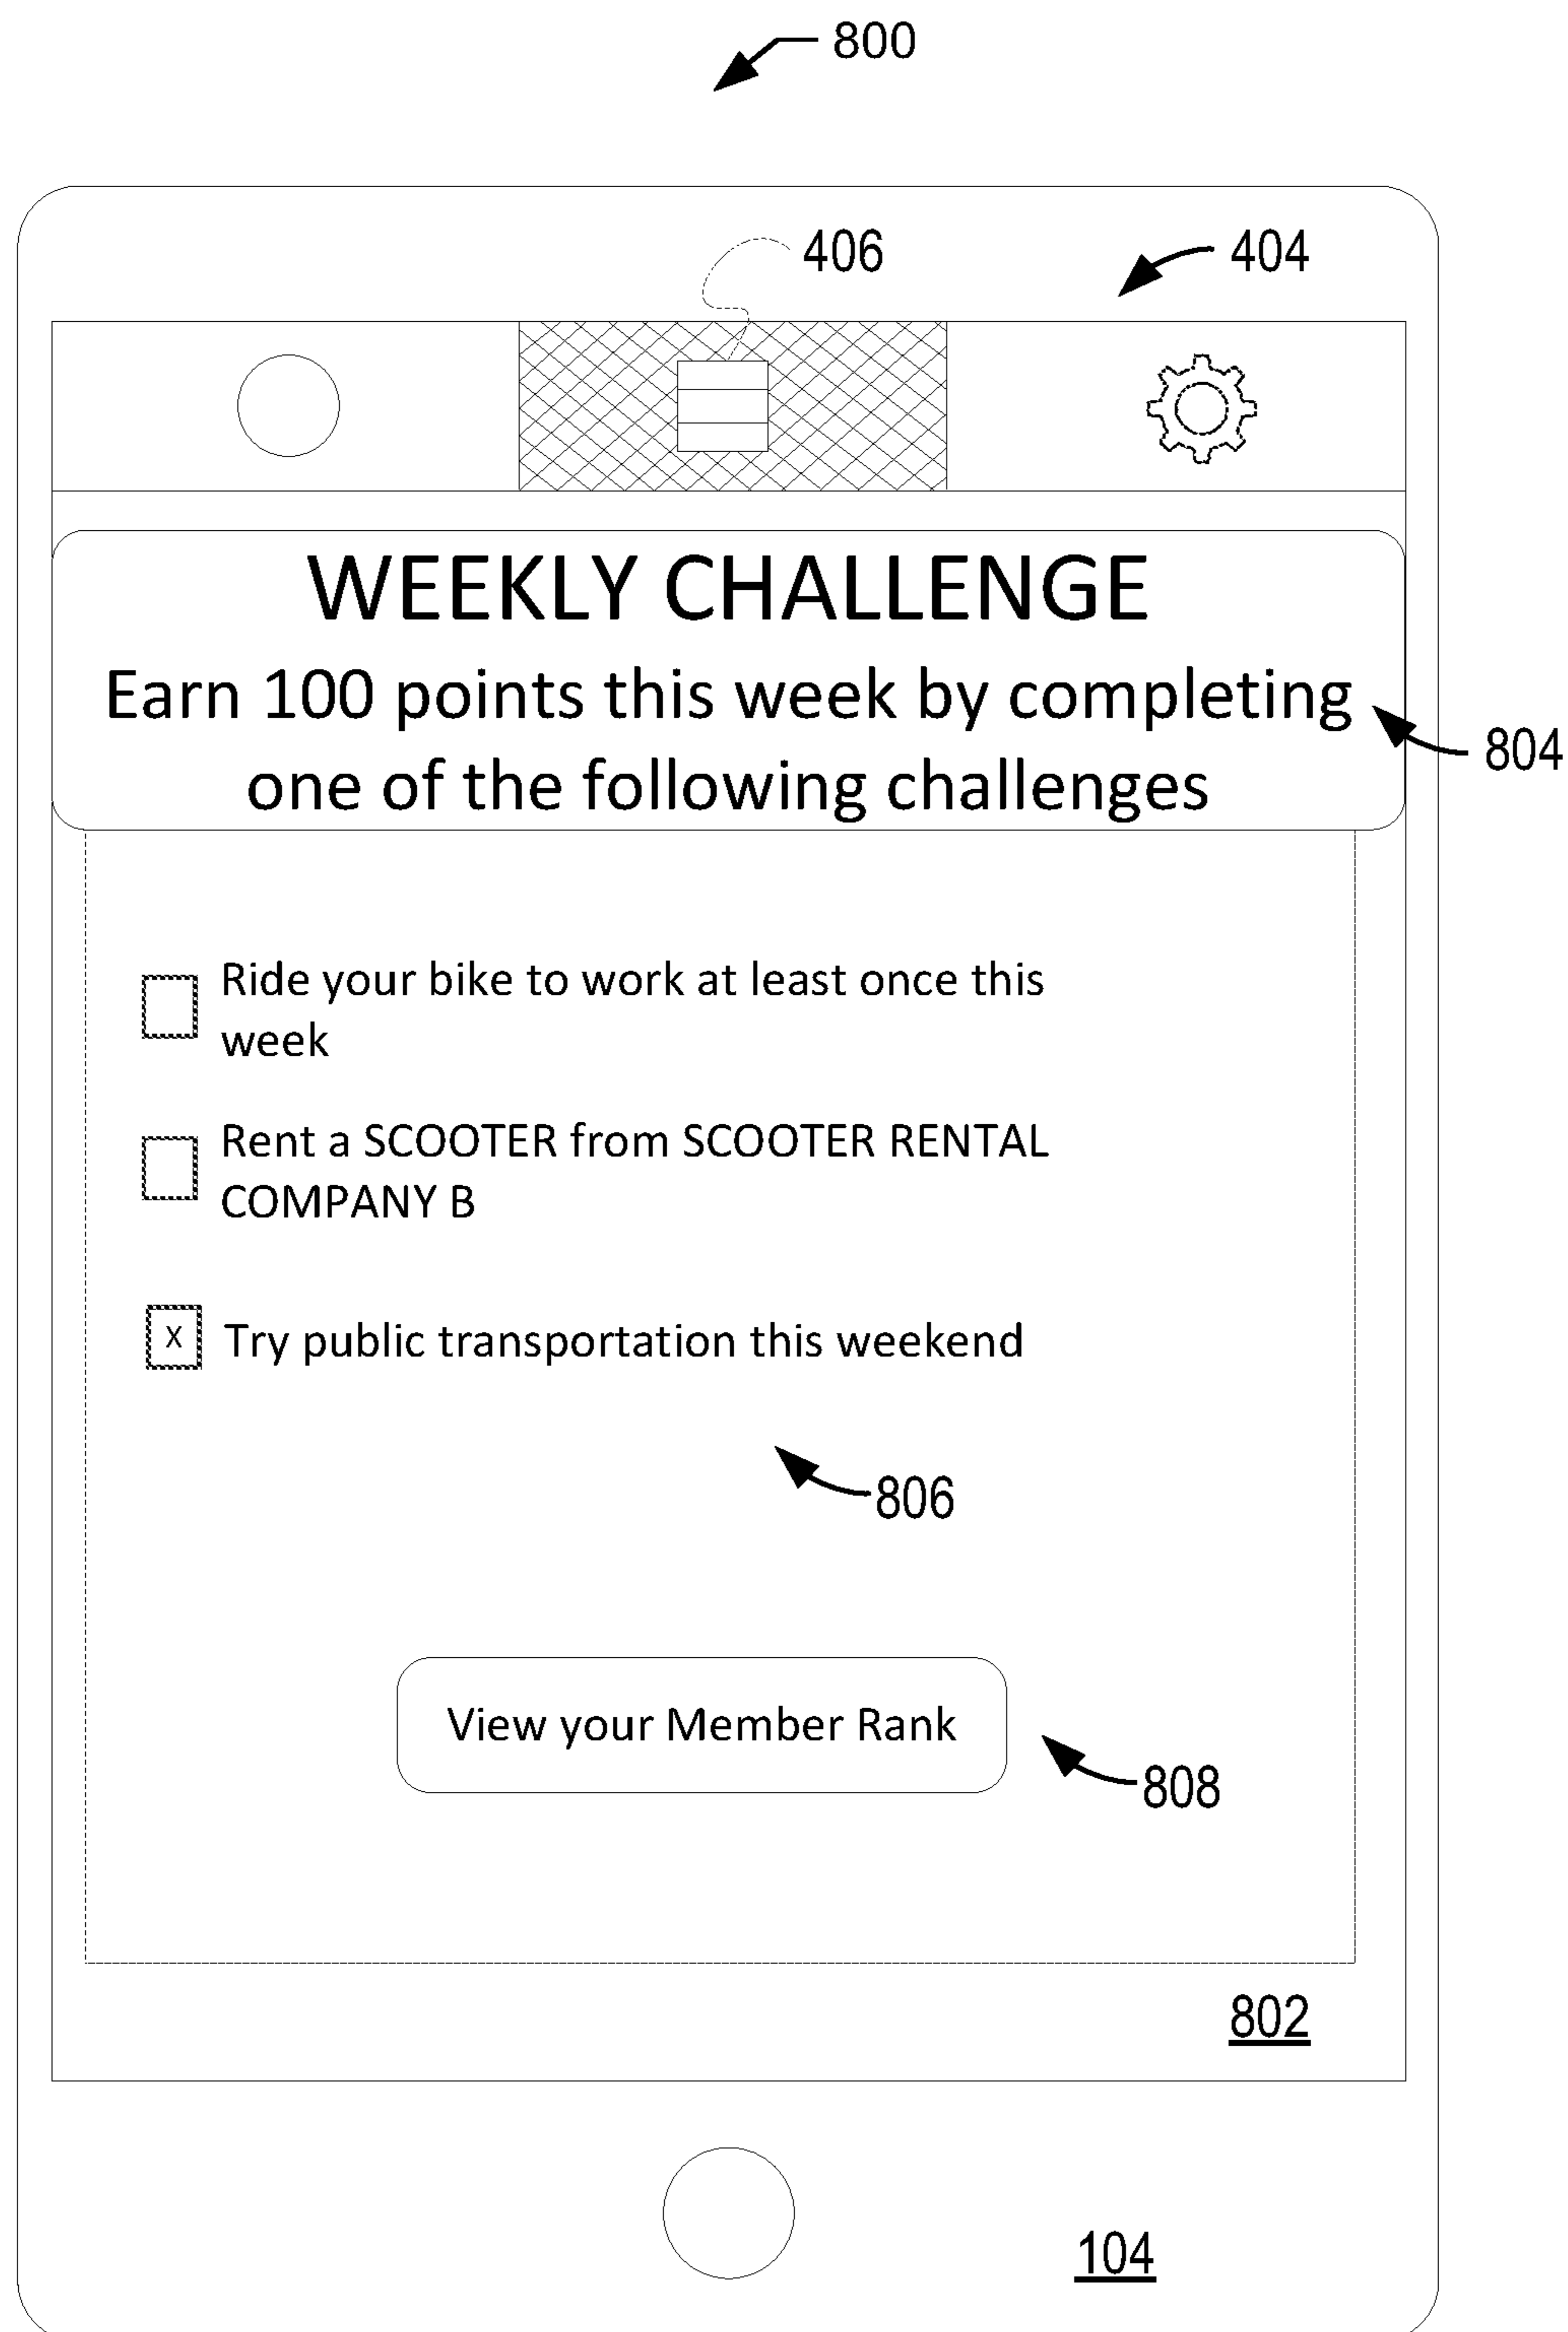 800
406
404
WEEKLY CHALLENGE
Earn 100 points this week by completing
one of the following challenges
804
Ride your bike to work at least once this
week
Rent a SCOOTER from SCOOTER RENTAL
COMPANY B
X Try public transportation this weekend
806
View your Member Rank
808
802
104